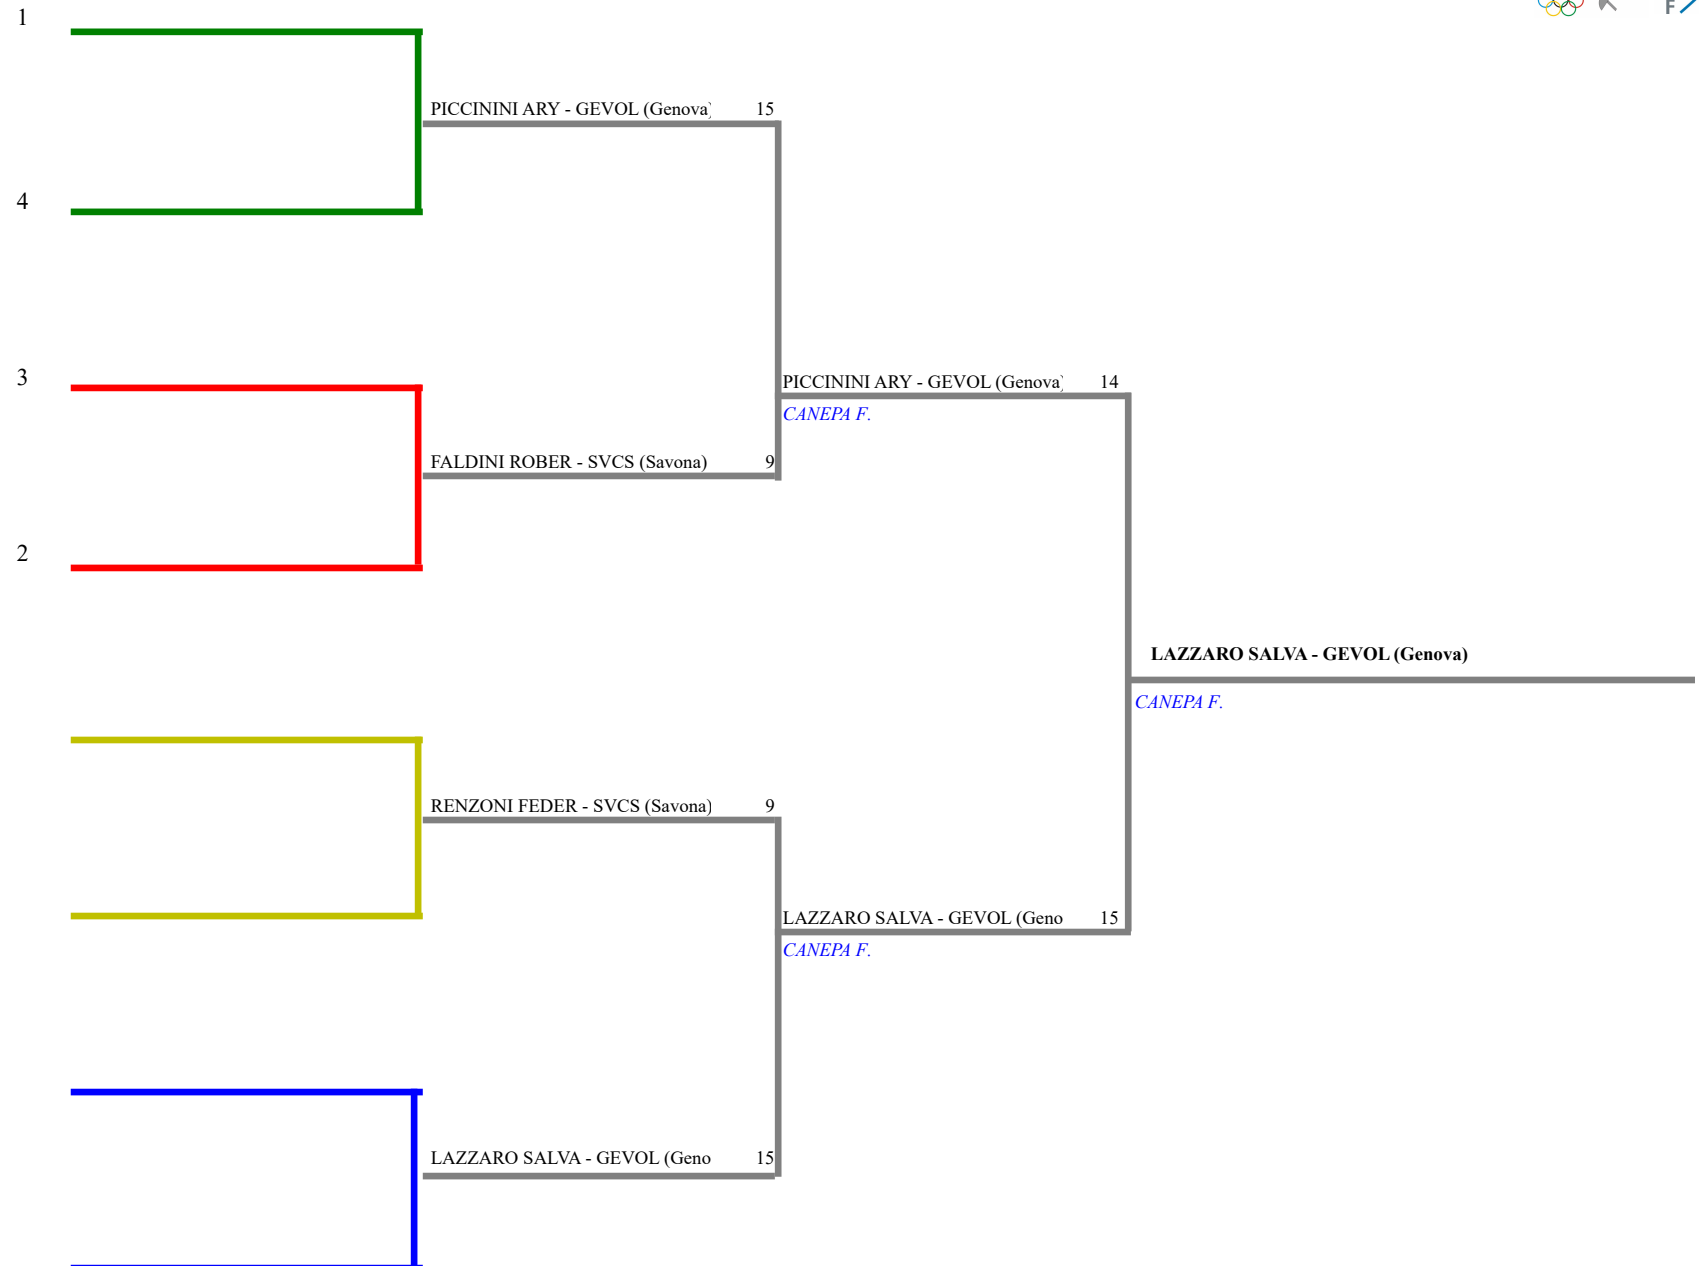 1
F
PICCININI ARY - GEVOL (Genova) 15
4
3
PICCININI ARY - GEVOL (Genova) 14
CANEPA F.
FALDINI ROBER - SVCS (Savona) 9
2
LAZZARO SALVA - GEVOL (Genova)
CANEPA F.
RENZONI FEDER - SVCS (Savona) 9
LAZZARO SALVA - GEVOL (Geno 15
CANEPA F.
LAZZARO SALVA - GEVOL (Geno 15